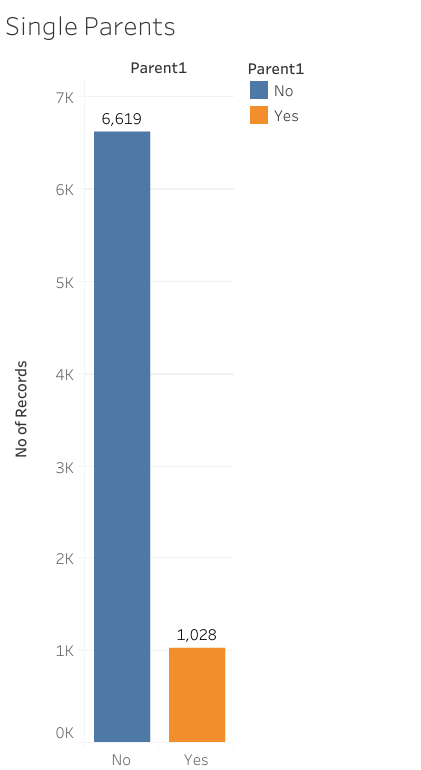 Single Parents
Parent1
Parent1
No
Yes
7K
6,619
6K
5K
4K
No of Records
3K
2K
1,028
1K
0K
No
Yes